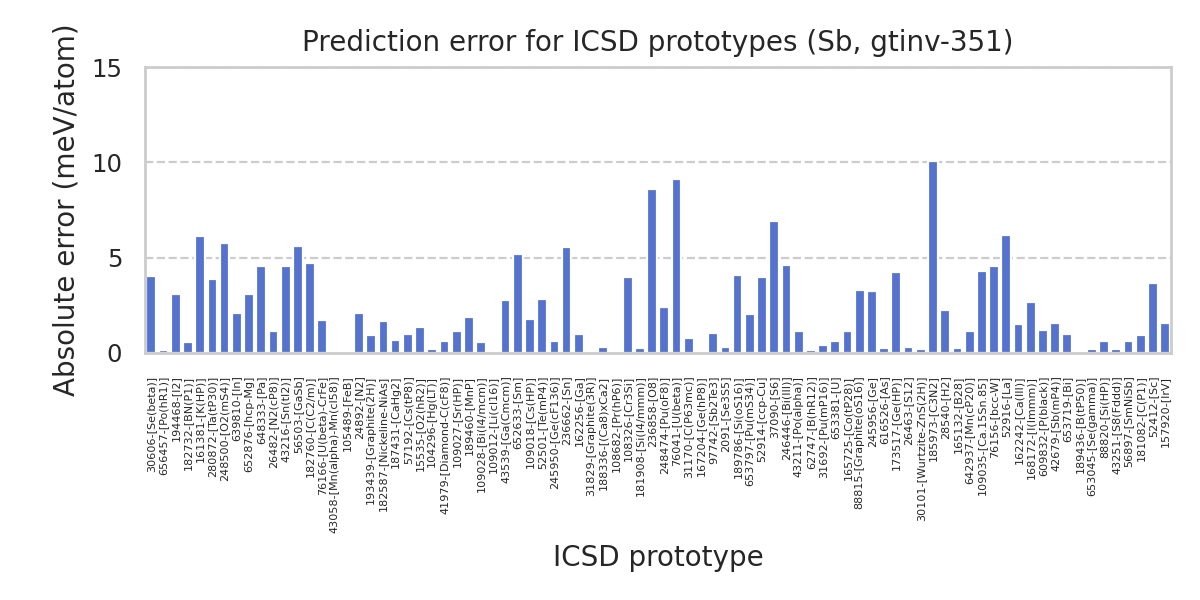 Prediction error for ICSD prototypes (Sb, gtinv-351)
Absolute error (meV/atom)
15
10
5
0
30606-[Se(beta)]
656457-[Po(hR1)]
194468-[I2]
182732-[BN(P1)]
161381-[K(HP)]
280872-[Ta(tP30)]
248500-[O2(mS4)]
639810-[In]
652876-[hcp-Mg]
648333-[Pa]
26482-[N2(cP8)]
43216-[Sn(tI2)]
56503-[GaSb]
182760-[C(C2/m)]
76166-[U(beta)-CrFe]
43058-[Mn(alpha)-Mn(cI58)]
105489-[FeB]
24892-[N2]
193439-[Graphite(2H)]
182587-[Nickeline-NiAs]
187431-[CaHg2]
57192-[Cs(tP8)]
15535-[O2(hR2)]
104296-[Hg(LT)]
41979-[Diamond-C(cF8)]
109027-[Sr(HP)]
189460-[MnP]
109028-[Bi(I4/mcm)]
109012-[Li(cI16)]
43539-[Ga(Cmcm)]
652633-[Sm]
109018-[Cs(HP)]
52501-[Te(mP4)]
245950-[Ge(cF136)]
236662-[Sn]
162256-[Ga]
31829-[Graphite(3R)]
188336-[(Ca8)xCa2]
108682-[Pr(hP6)]
108326-[Cr3Si]
181908-[Si(I4/mmm)]
236858-[O8]
248474-[Pu(oF8)]
76041-[U(beta)]
31170-[C(P63mc)]
167204-[Ge(hP8)]
97742-[Sb2Te3]
2091-[Se3S5]
189786-[Si(oS16)]
653797-[Pu(mS34)]
52914-[ccp-Cu]
37090-[S6]
246446-[Bi(III)]
43211-[Po(alpha)]
62747-[B(hR12)]
31692-[Pu(mP16)]
653381-[U]
165725-[Co(tP28)]
88815-[Graphite(oS16)]
245956-[Ge]
616526-[As]
173517-[Ge(HP)]
26463-[S12]
30101-[Wurtzite-ZnS(2H)]
185973-[C3N2]
28540-[H2]
165132-[B28]
642937-[Mn(cP20)]
109035-[Ca.15Sn.85]
76156-[bcc-W]
52916-[La]
162242-[Ca(III)]
168172-[I(Immm)]
609832-[P(black)]
42679-[Sb(mP4)]
653719-[Bi]
189436-[B(tP50)]
653045-[Se(gamma)]
88820-[Si(HP)]
43251-[S8(Fddd)]
56897-[SmNiSb]
181082-[C(P1)]
52412-[Sc]
157920-[IrV]
ICSD prototype